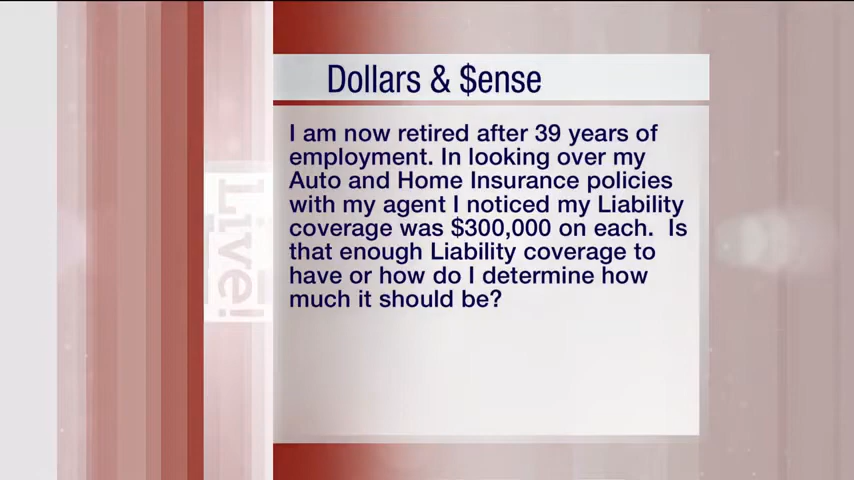 Dollars & $ense
I am now retired after 39 years of
employment. In looking over my
Auto and Home Insurance policies
with my agent I noticed my Liability
coverage was $300,000 on each.  Is
that enough Liability coverage to
have or how do I determine how
much it should be?
Live!